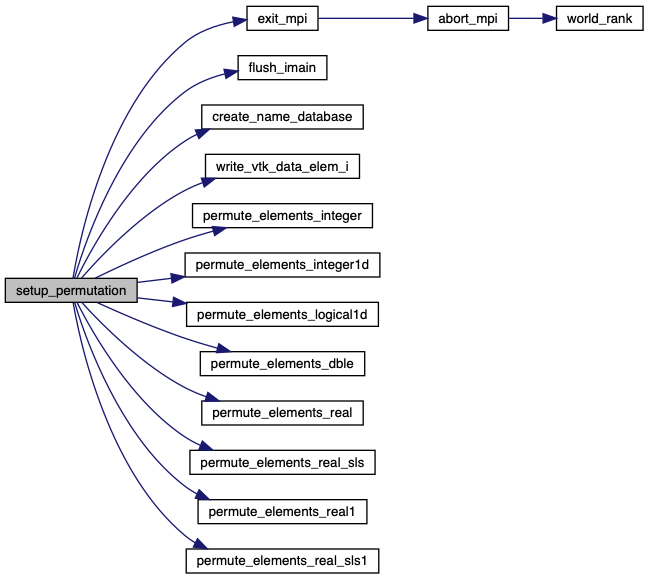 exit_mpi
abort_mpi
world_rank
flush_imain
create_name_database
write_vtk_data_elem_i
permute_elements_integer
permute_elements_integer1d
setup_permutation
permute_elements_logical1d
permute_elements_dble
permute_elements_real
permute_elements_real_sls
permute_elements_real1
permute_elements_real_sls1